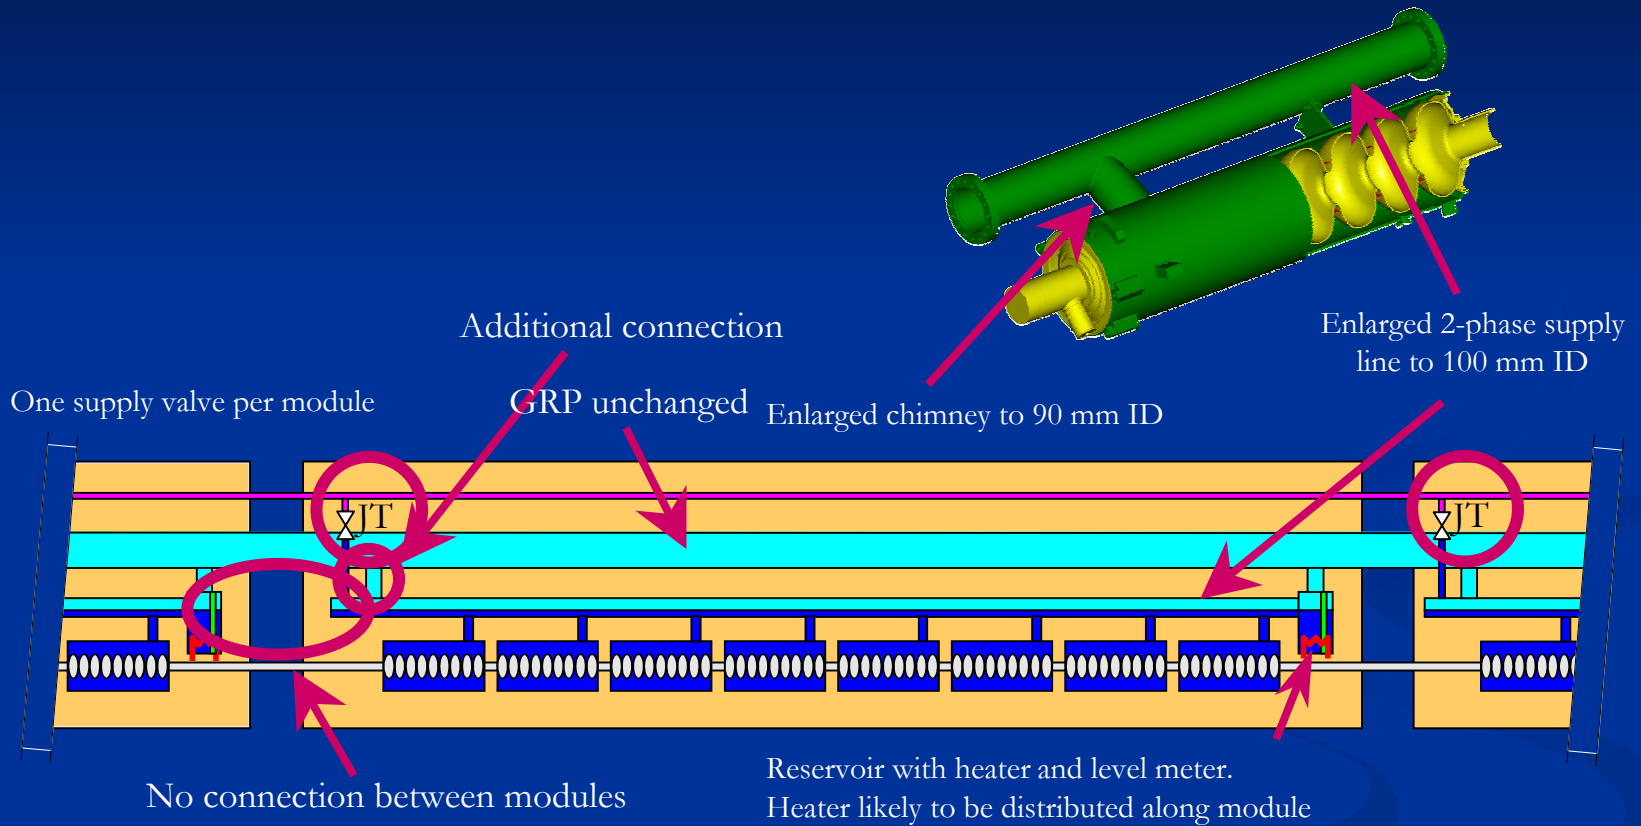 Additional connection
Enlarged 2-phase supply
line to 100 mm ID
One supply valve per module
GRP unchanged
Enlarged chimney to 90 mm ID
JT
JT
No connection between modules
Reservoir with heater and level meter.
Heater likely to be distributed along module